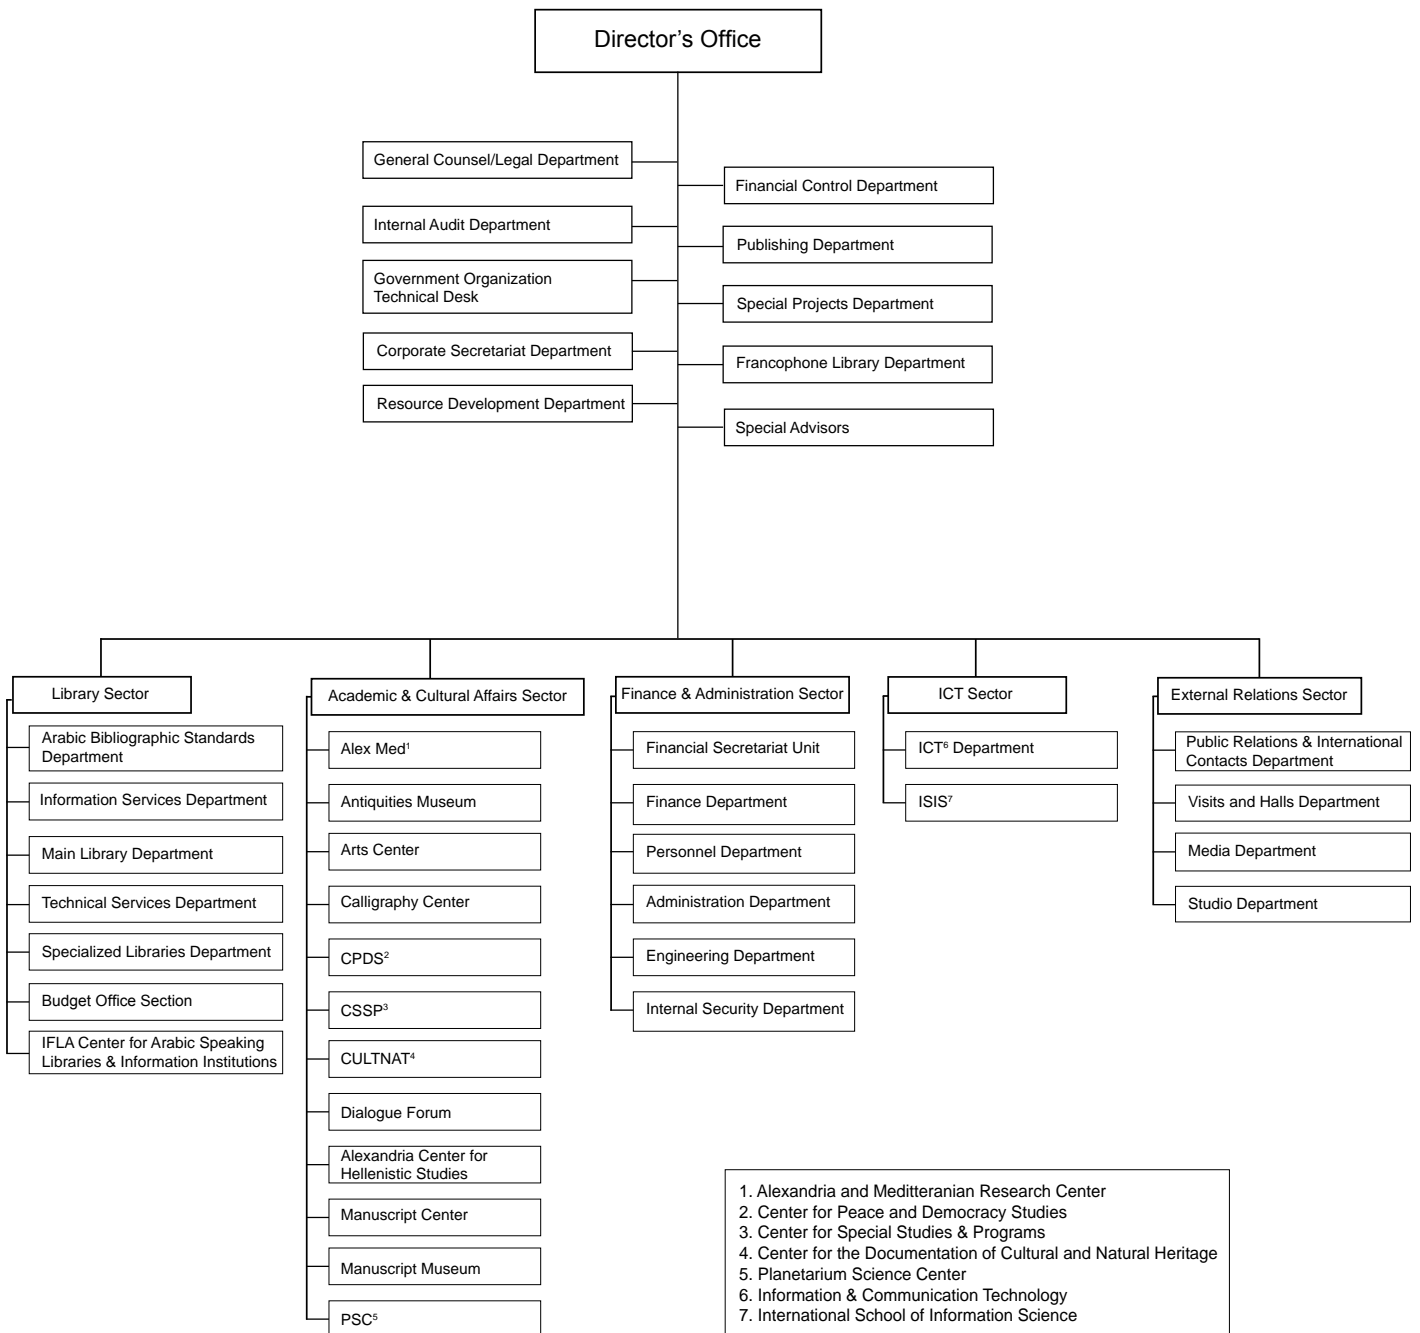 Director’s Office
General Counsel/Legal Department
Financial Control Department
Internal Audit Department
Publishing Department
Government Organization
Technical Desk
Special Projects Department
Corporate Secretariat Department
Francophone Library Department
Resource Development Department
Special Advisors
Library Sector
Arabic Bibliographic Standards
Department
Information Services Department
Main Library Department
Technical Services Department
Specialized Libraries Department
Budget Office Section
IFLA Center for Arabic Speaking
Libraries & Information Institutions
Academic & Cultural Affairs Sector
Alex Med¹
Antiquities Museum
Arts Center
Calligraphy Center
CPDS²
CSSP³
CULTNAT⁴
Dialogue Forum
Alexandria Center for
Hellenistic Studies
Manuscript Center
Manuscript Museum
PSC⁵
Finance & Administration Sector
Financial Secretariat Unit
Finance Department
Personnel Department
Administration Department
Engineering Department
Internal Security Department
ICT Sector
ICT⁶ Department
ISIS⁷
External Relations Sector
Public Relations & International
Contacts Department
Visits and Halls Department
Media Department
Studio Department
1. Alexandria and Meditteranian Research Center
2. Center for Peace and Democracy Studies
3. Center for Special Studies & Programs
4. Center for the Documentation of Cultural and Natural Heritage
5. Planetarium Science Center
6. Information & Communication Technology
7. International School of Information Science